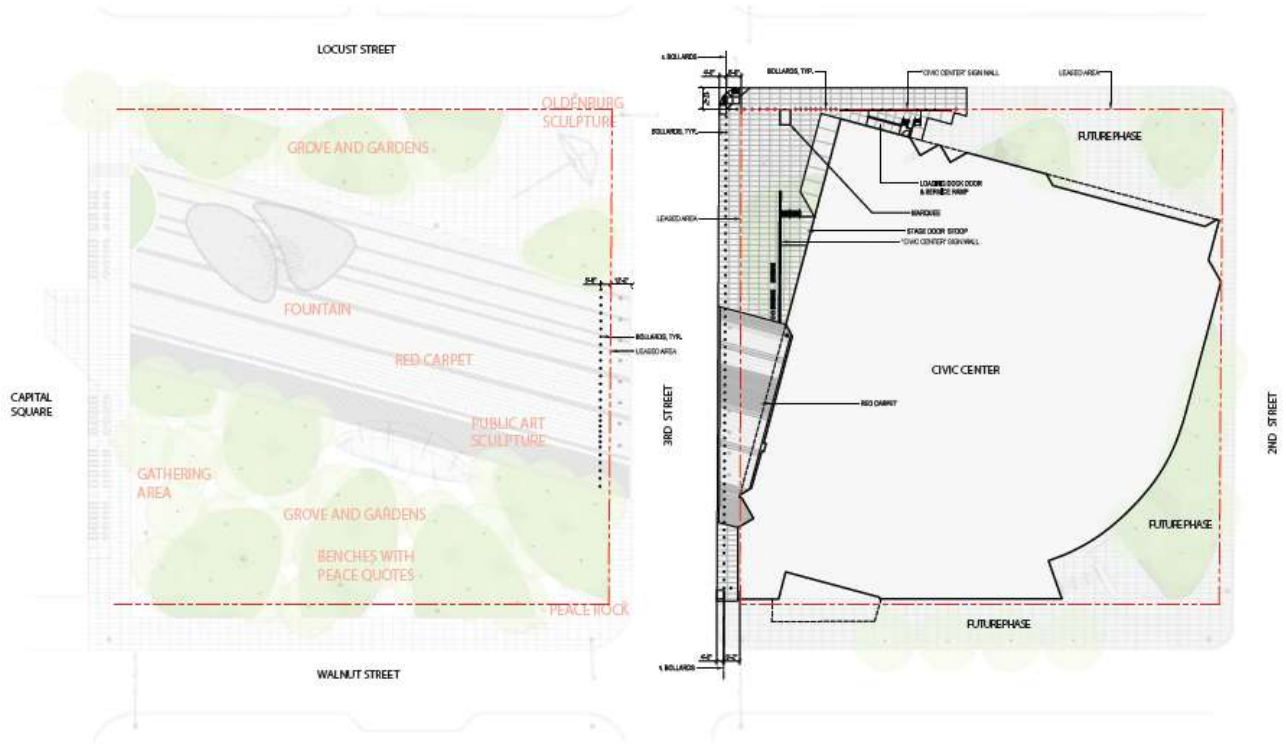 LOCUST STREET
OLDENBURG
SCULPTURE
GROVE AND GARDENS
FOUNTAIN
RED CARPET
PUBLIC ART
SCULPTURE
GATHERING
AREA
GROVE AND GARDENS
BENCHES WITH
PEACE QUOTES
PEACE ROCK
WALNUT STREET
CAPITAL
SQUARE
BOLLARDS, TYP.
LEASED AREA
3RD STREET
BOLLARDS
BOLLARDS, TYP.
'CIVIC CENTER' SIGN WALL
LEASED AREA
BOLLARDS, TYP.
FUTURE PHASE
LOADING DOCK DOOR
& SERVICE RAMP
LEASED AREA
MARQUEE
STAGE DOOR STOOP
'CIVIC CENTER' SIGN WALL
CIVIC CENTER
RED CARPET
2ND STREET
FUTURE PHASE
FUTURE PHASE
BOLLARDS